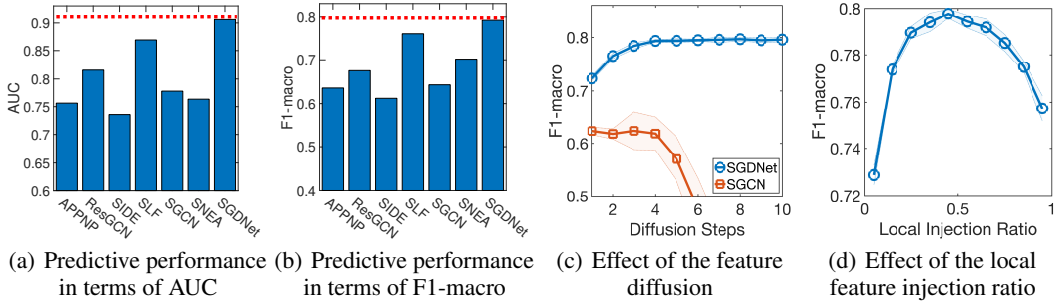 AUC
0.9
0.85
0.8
0.75
0.7
0.65
0.6
APPNP
ResGCN
SIDE
SLF
SGCN
SNEA
SGDNet
(a) Predictive performance
in terms of AUC
F1-macro
0.8
0.7
0.6
0.5
0.4
APPNP
ResGCN
SIDE
SLF
SGCN
SNEA
SGDNet
(b) Predictive performance
in terms of F1-macro
F1-macro
0.9
0.8
0.7
0.6
0.5
SGDNet
SGCN
2 4 6 8 10
Diffusion Steps
(c) Effect of the feature
diffusion
F1-macro
0.8
0.78
0.76
0.74
0.72
0 0.5 1
Local Injection Ratio
(d) Effect of the local
feature injection ratio